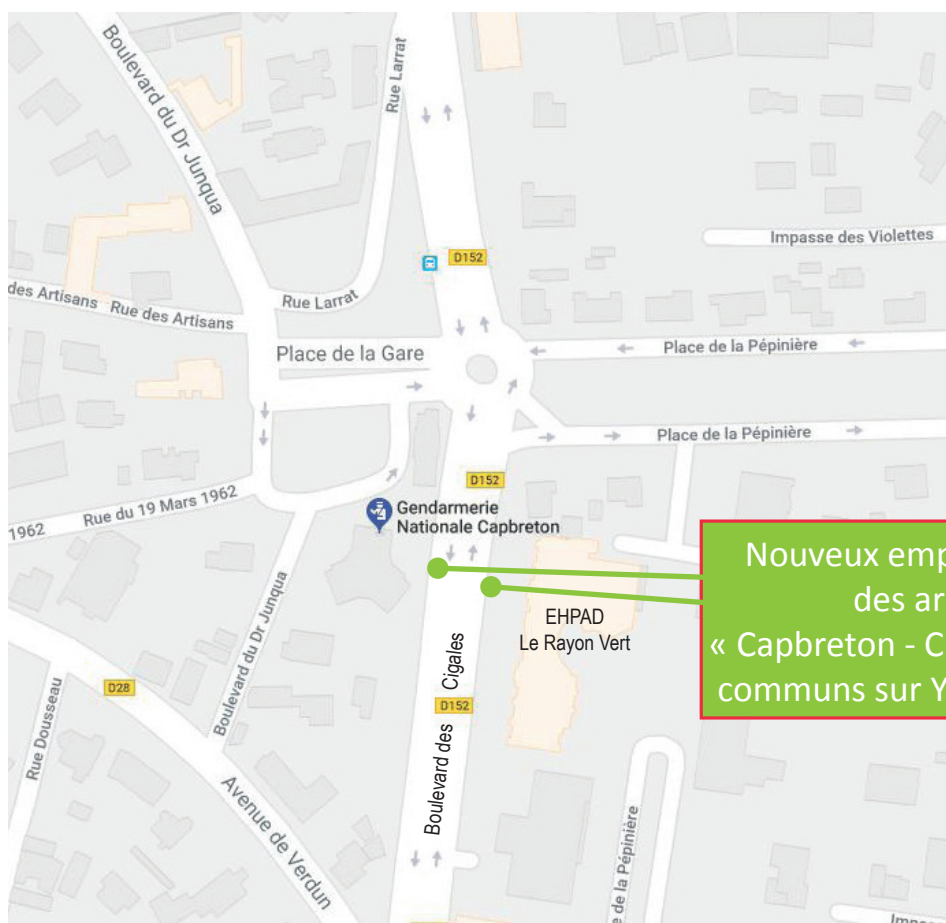 Boulevard du Dr Junqua
Rue Larrat
Impasse des Violettes
D152
des Artisans
Rue des Artisans
Rue Larrat
Place de la Gare
Place de la Pépinière
Place de la Pépinière
D152
Rue du 19 Mars 1962
1962
Gendarmerie
Nationale Capbreton
Nouveux
des
« Capbreton -
communs sur
EHPAD
Le Rayon Vert
Boulevard du Dr Junqua
Boulevard des Cigales
D28
D152
Rue Dousseau
Avenue de Verdun
de la Pépinière